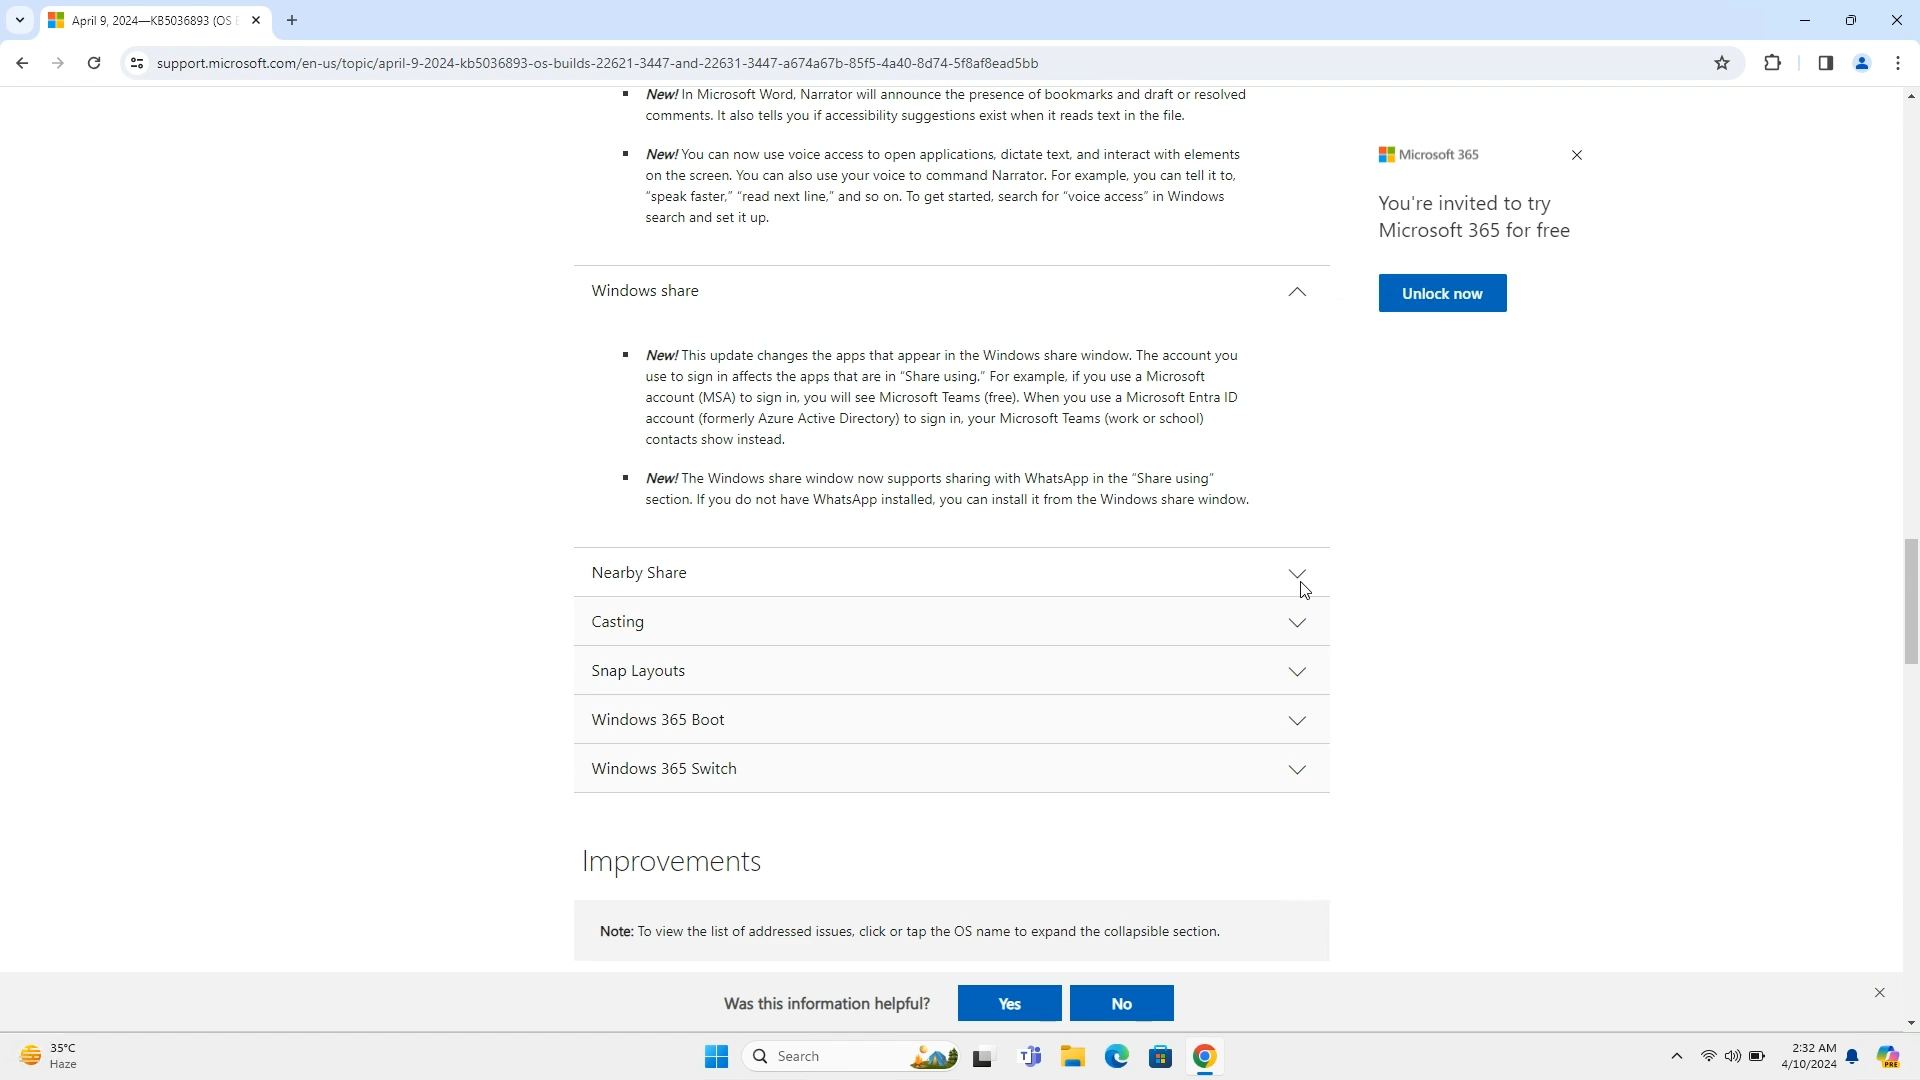 April 9, 2024—KB5036893 (OS
support.microsoft.com/en-us/topic/april-9-2024-kb5036893-os-builds-22621-3447-and-22631-3447-a674a67b-85f5-4a40-8d74-5f8af8ead5bb
New! In Microsoft Word, Narrator will announce the presence of bookmarks and draft or resolved
comments. It also tells you if accessibility suggestions exist when it reads text in the file.
New! You can now use voice access to open applications, dictate text, and interact with elements
on the screen. You can also use your voice to command Narrator. For example, you can tell it to,
“speak faster,” “read next line,” and so on. To get started, search for “voice access” in Windows
search and set it up.
Microsoft 365
You're invited to try
Microsoft 365 for free
Unlock now
Windows share
New! This update changes the apps that appear in the Windows share window. The account you
use to sign in affects the apps that are in “Share using.” For example, if you use a Microsoft
account (MSA) to sign in, you will see Microsoft Teams (free). When you use a Microsoft Entra ID
account (formerly Azure Active Directory) to sign in, your Microsoft Teams (work or school)
contacts show instead.
New! The Windows share window now supports sharing with WhatsApp in the “Share using”
section. If you do not have WhatsApp installed, you can install it from the Windows share window.
Nearby Share
Casting
Snap Layouts
Windows 365 Boot
Windows 365 Switch
Improvements
Note: To view the list of addressed issues, click or tap the OS name to expand the collapsible section.
Was this information helpful?
Yes
No
35°C
Haze
Search
2:32 AM
4/10/2024
PRE